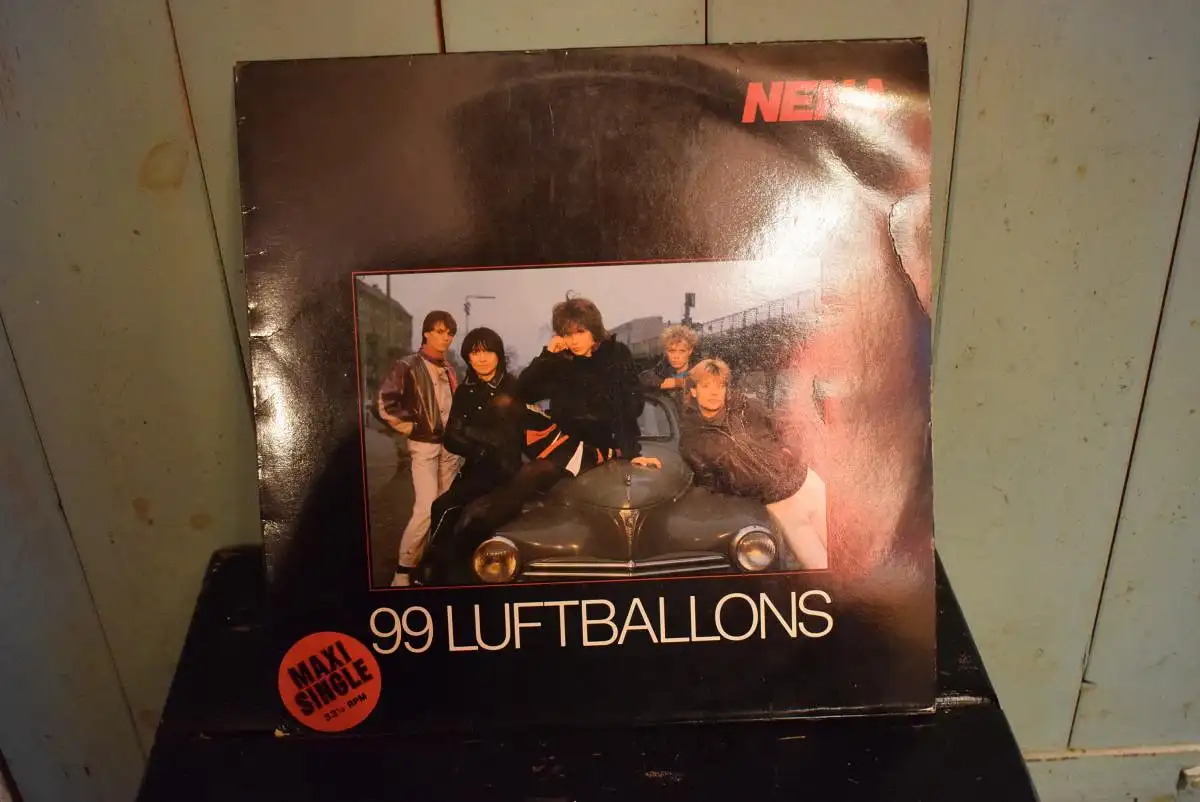 NENA
99 LUFTBALLONS
MAXI
SINGLE
33⅓ RPM